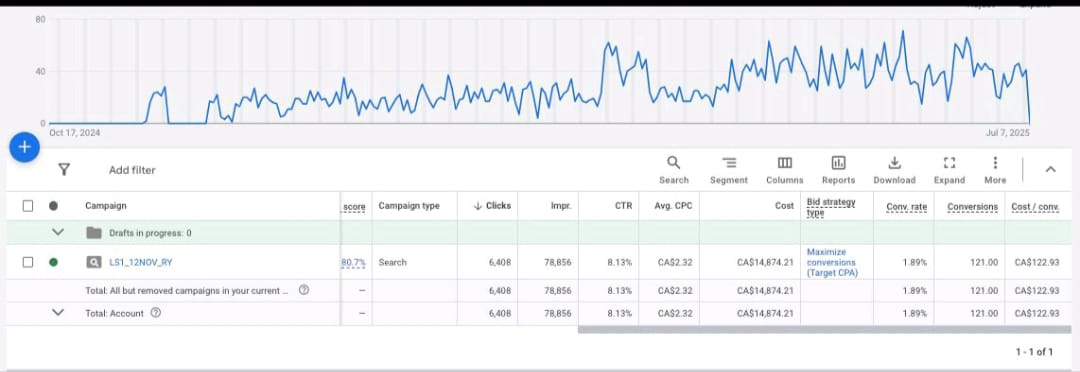 80
40
0
Oct 17, 2024 Jul 7, 2025
Add filter
Search Segment Columns Reports Download Expand More
Campaign score Campaign type Clicks Impr. CTR Avg. CPC Cost Bid strategy type Conv. rate Conversions Cost / conv.
Drafts in progress: 0
LS1_12NOV_RY 80.7% Search 6,408 78,856 8.13% CA$2.32 CA$14,874.21 Maximize conversions (Target CPA) 1.89% 121.00 CA$122.93
Total: All but removed campaigns in your current ... – 6,408 78,856 8.13% CA$2.32 CA$14,874.21 1.89% 121.00 CA$122.93
Total: Account – 6,408 78,856 8.13% CA$2.32 CA$14,874.21 1.89% 121.00 CA$122.93
1 - 1 of 1